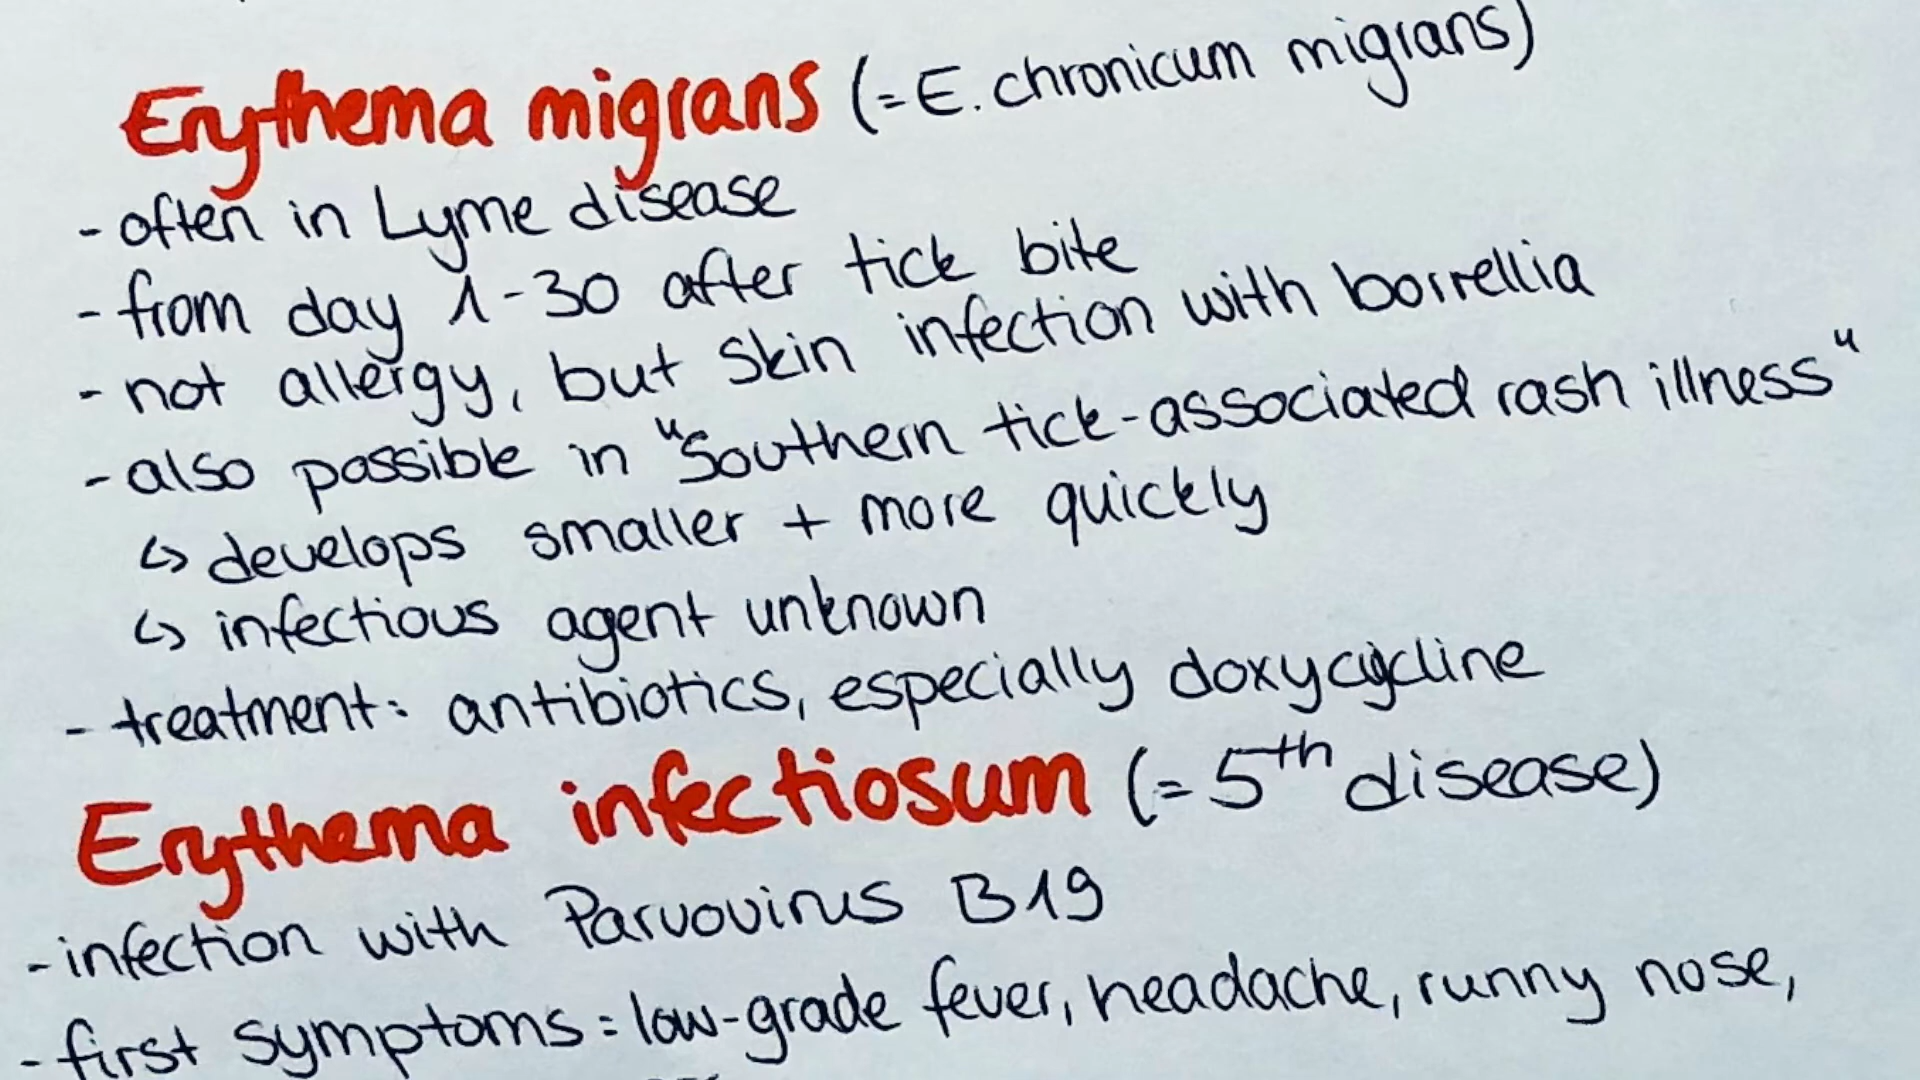 Erythema migrans (= E. chronicum migrans)
- often in Lyme disease
- from day 1-30 after tick bite
- not allergy, but skin infection with borrellia
- also possible in "Southern tick-associated rash illness"
↳ develops smaller + more quickly
↳ infectious agent unknown
- treatment: antibiotics, especially doxycycline
Erythema infectiosum (= 5th disease)
- infection with Parvovirus B19
- first symptoms: low-grade fever, headache, runny nose,